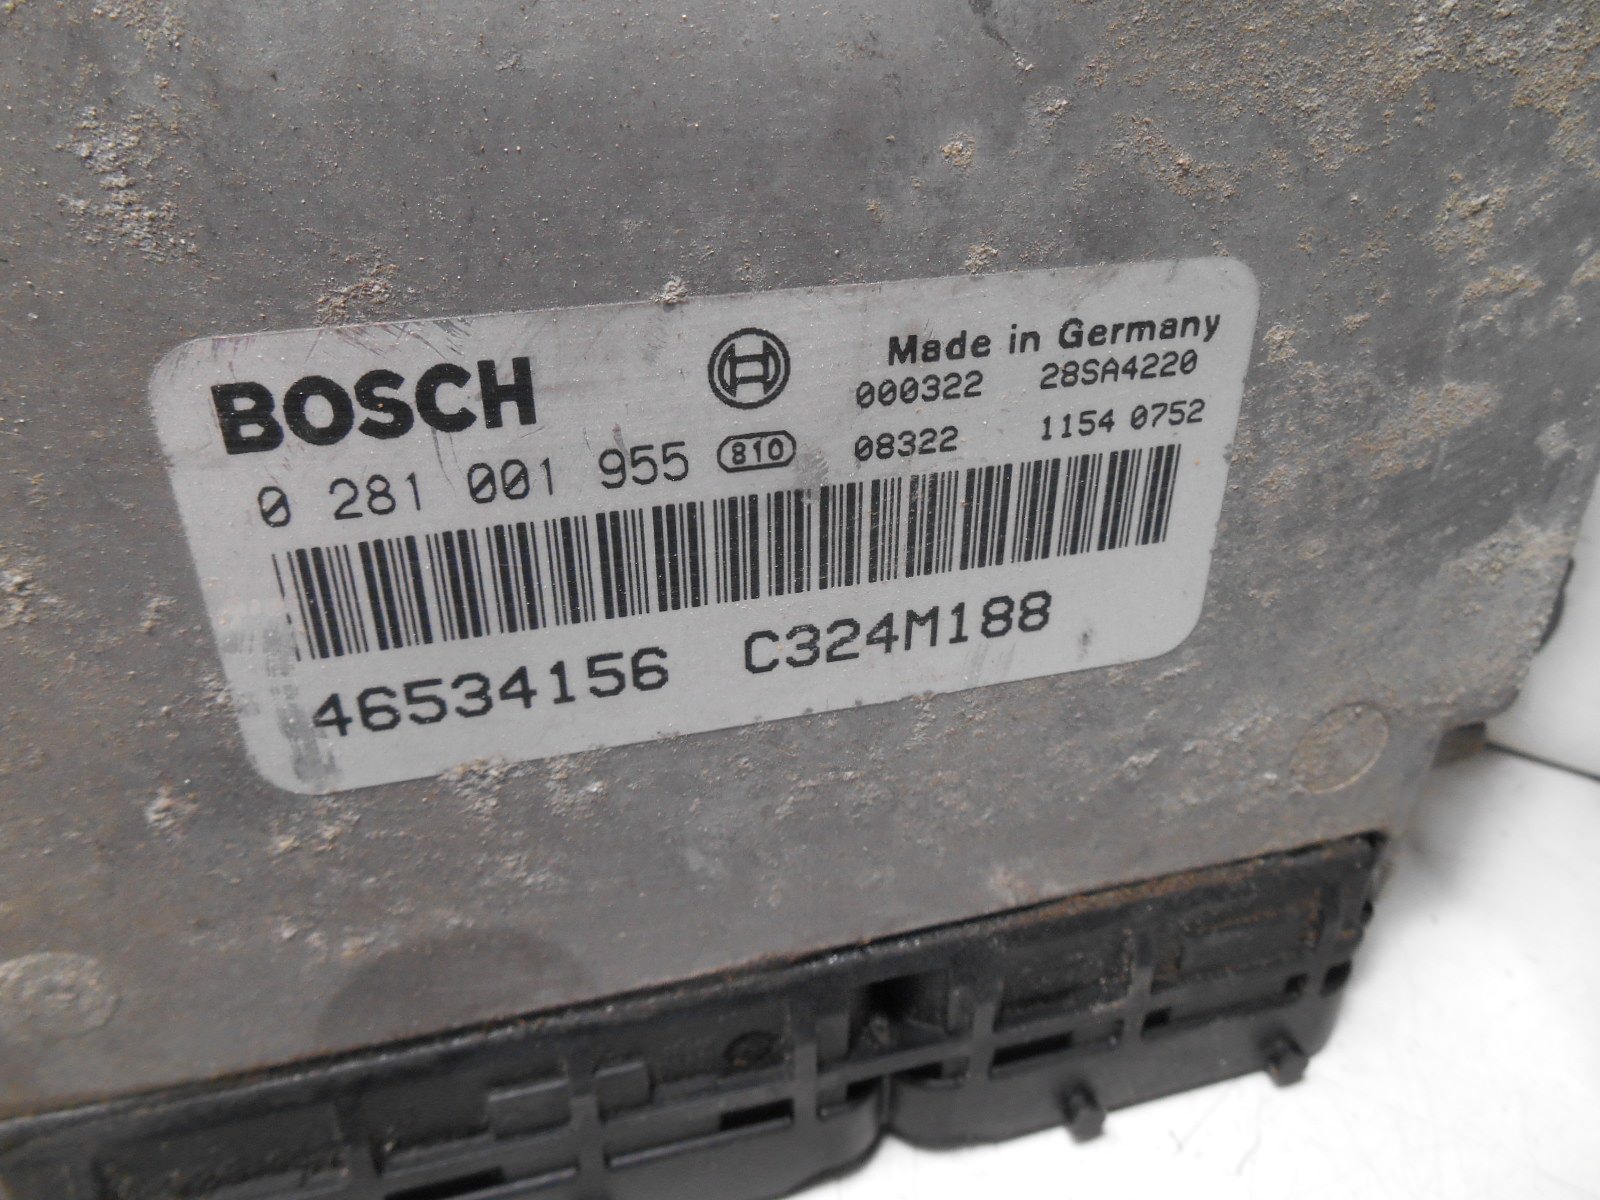 BOSCH
Made in Germany
000322 28SA4220
0 281 001 955 810 08322 1154 0752
46534156 C324M188